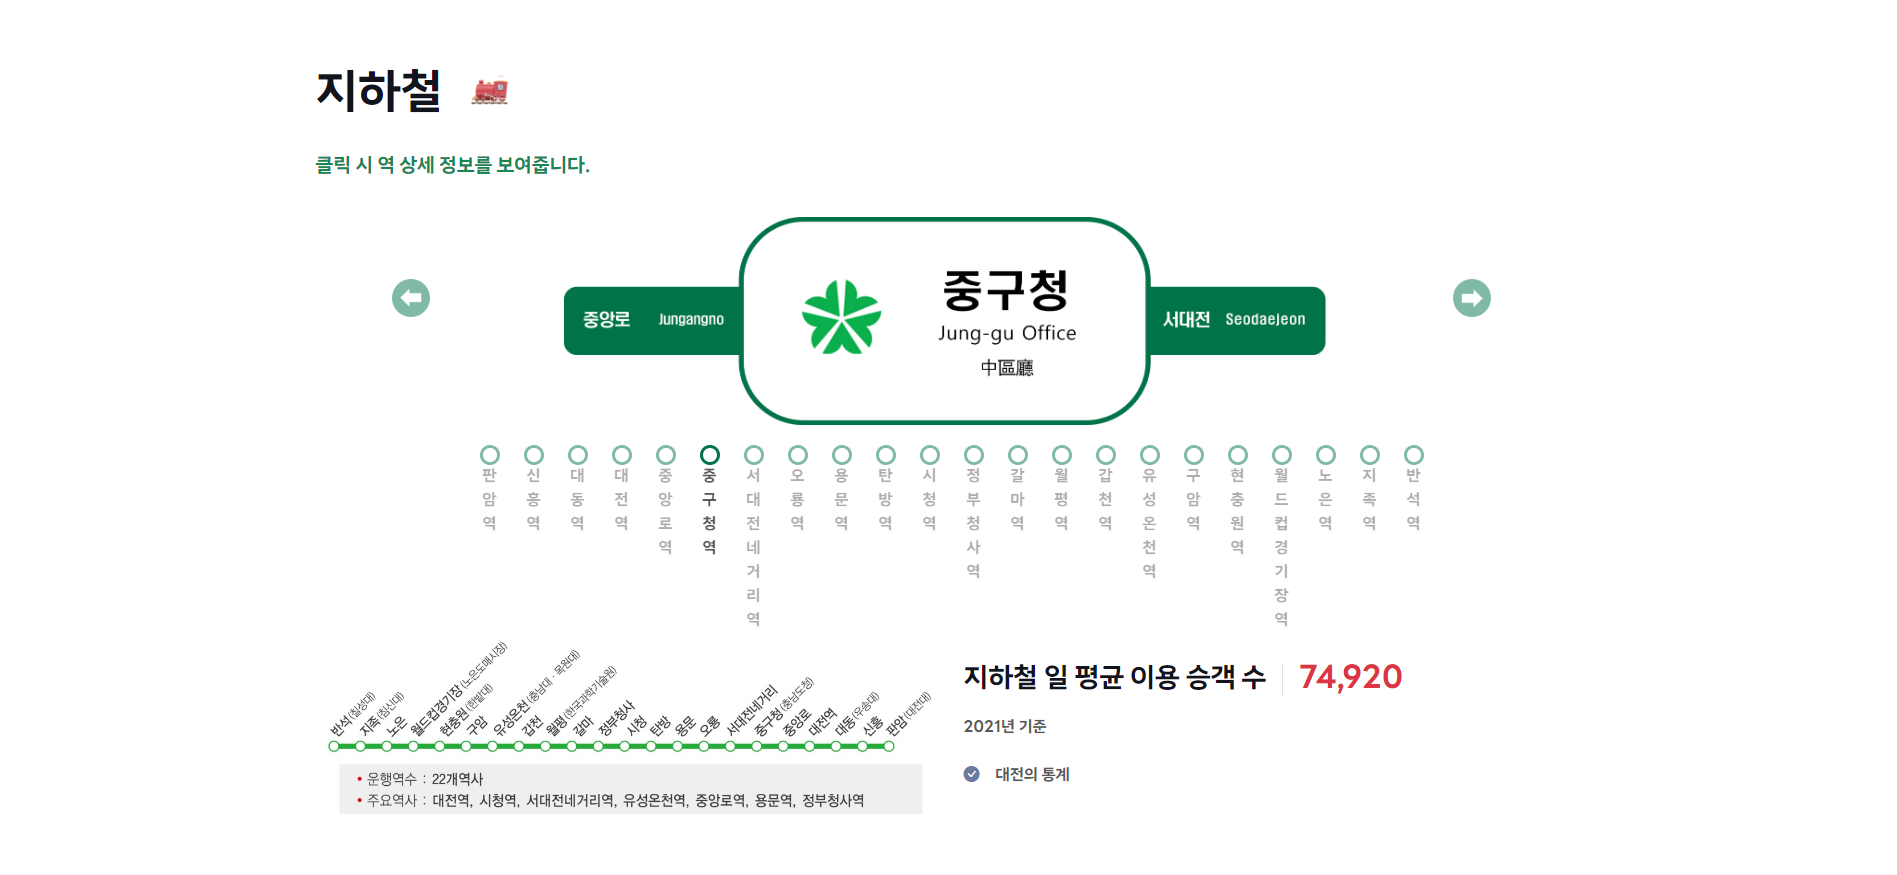 지하철
클릭 시 역 상세 정보를 보여줍니다.
중구청
Jung-gu Office
中區廳
중앙로 Jungangno
서대전 Seodaejeon
판암역
신흥역
대동역
대전역
중앙로역
중구청역
서대전네거리역
오룡역
용문역
탄방역
시청역
정부청사역
갈마역
월평역
갑천역
유성온천역
구암역
현충원역
월드컵경기장역
노은역
지족역
반석역
반석 (칠성대)
지족 (침신대)
노은
월드컵경기장 (노은도매시장)
현충원 (한밭대)
구암
유성온천 (충남대 · 목원대)
갑천
월평 (한국과학기술원)
갈마
정부청사
시청
탄방
용문
오룡
서대전네거리
중구청 (충남도청)
중앙로
대전역
대동 (우송대)
신흥
판암 (대전대)
• 운행역수 : 22개역사
• 주요역사 : 대전역, 시청역, 서대전네거리역, 유성온천역, 중앙로역, 용문역, 정부청사역
지하철 일 평균 이용 승객 수 74,920
2021년 기준
대전의 통계